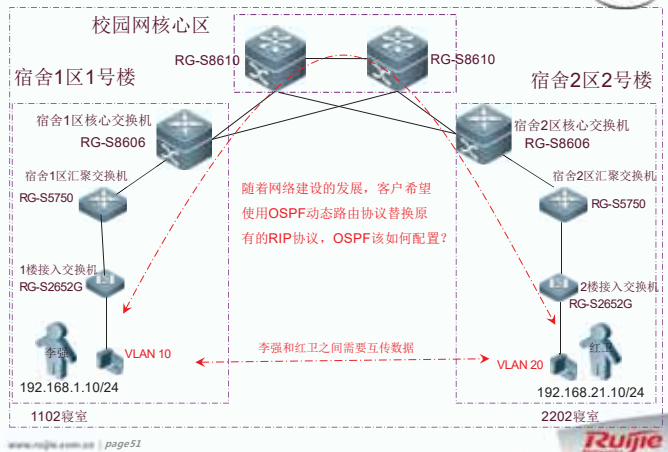 校园网核心区
RG-S8610
RG-S8610
宿舍1区1号楼
宿舍2区2号楼
宿舍1区核心交换机
RG-S8606
宿舍2区核心交换机
RG-S8606
宿舍1区汇聚交换机
RG-S5750
宿舍2区汇聚交换机
RG-S5750
随着网络建设的发展，客户希望
使用OSPF动态路由协议替换原
有的RIP协议，OSPF该如何配置？
1楼接入交换机
RG-S2652G
2楼接入交换机
RG-S2652G
李强
VLAN 10
李强和红卫之间需要互传数据
VLAN 20
红卫
192.168.1.10/24
192.168.21.10/24
1102寝室
2202寝室
www.ruijie.com.cn | page51
Ruijie